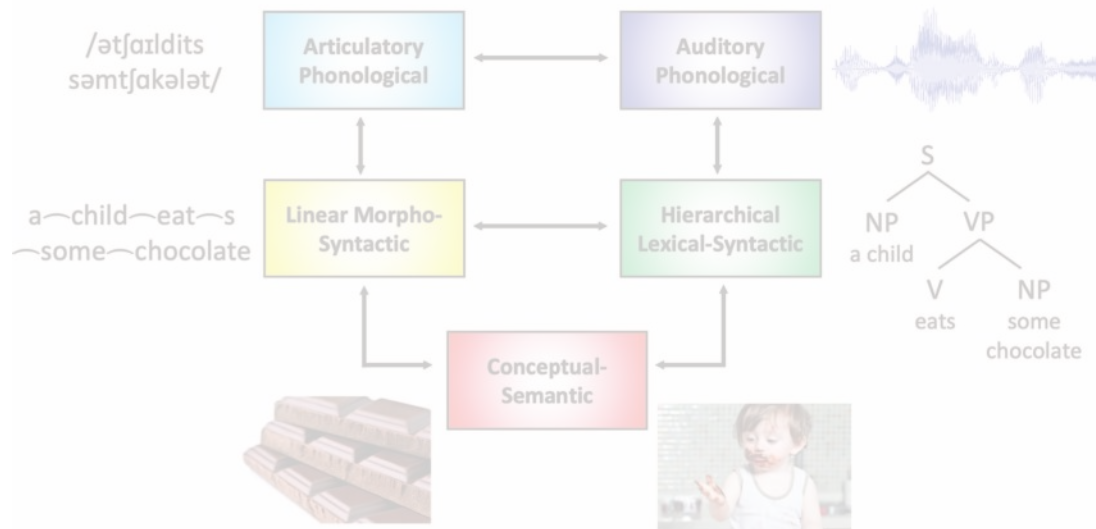 /ətʃaɪldits
səmtʃɑkələt/
Articulatory
Phonological
Auditory
Phonological
a⁀child⁀eat⁀s
⁀some⁀chocolate
Linear Morpho-
Syntactic
Hierarchical
Lexical-Syntactic
S
NP VP
a child
V NP
eats some
chocolate
Conceptual-
Semantic